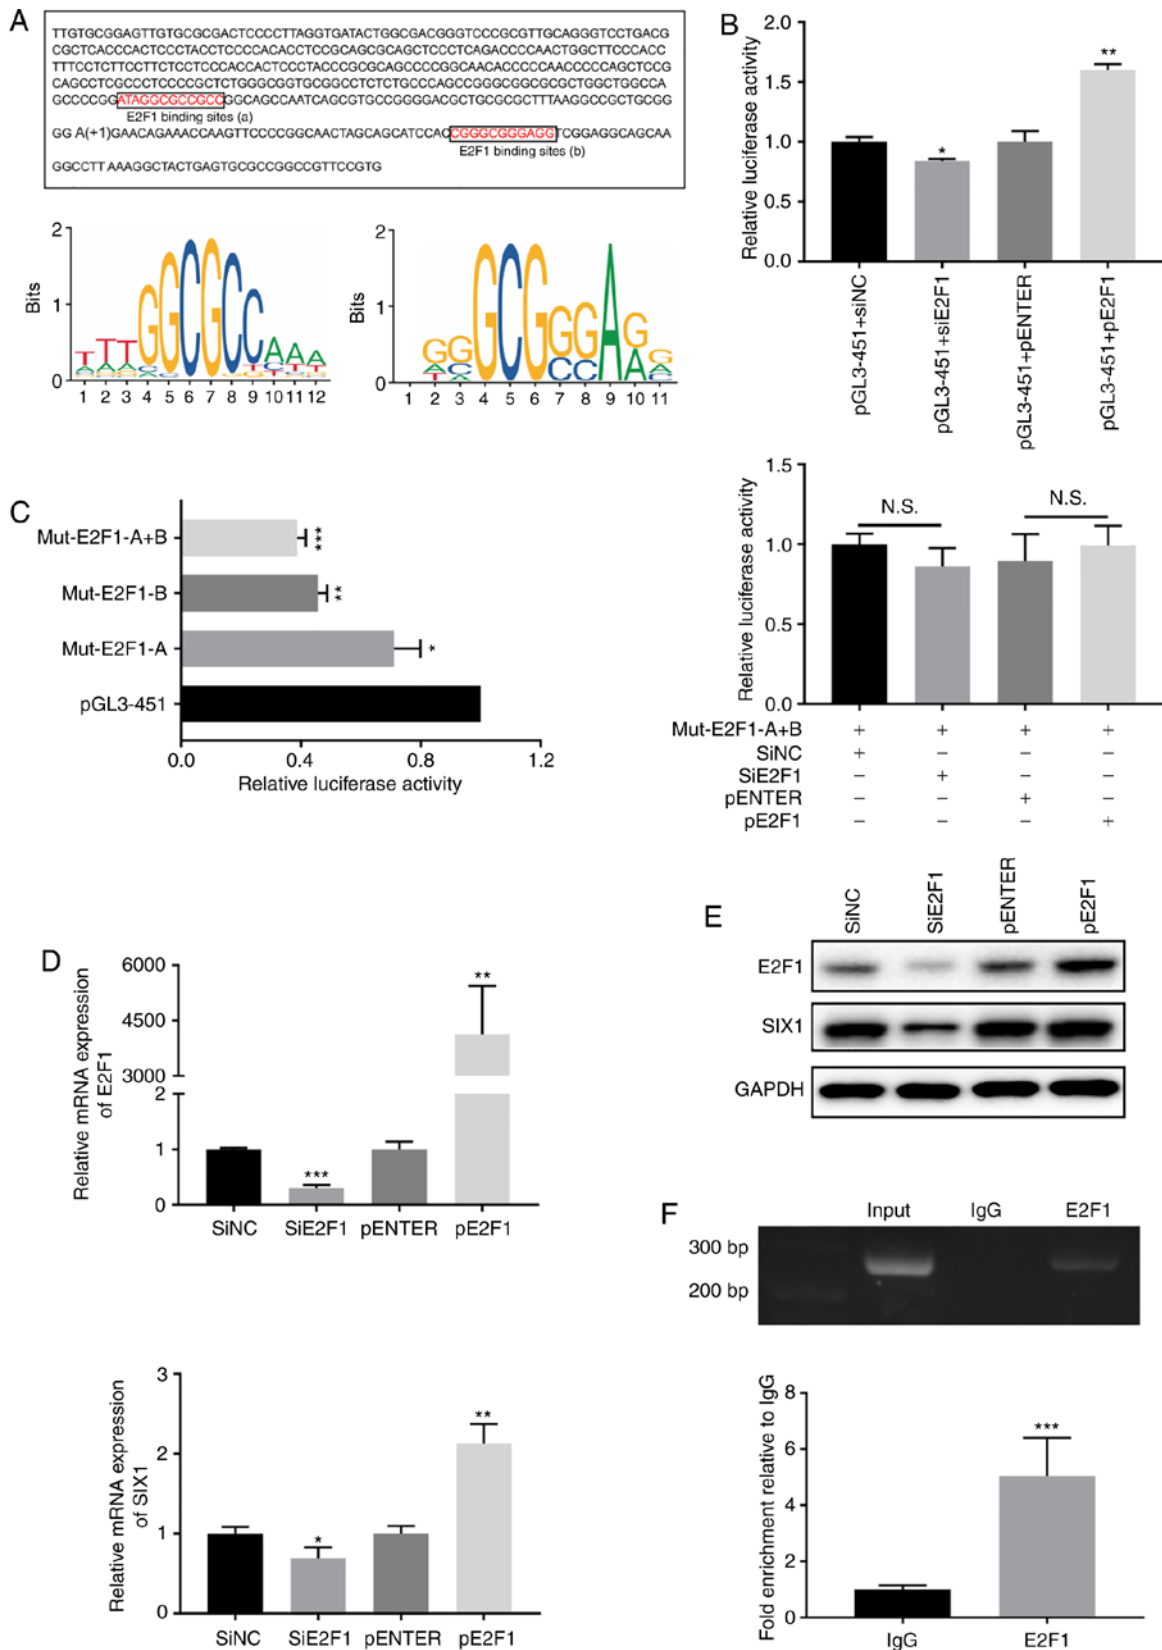 A
TTGTGCGGAGTTGTGCGCGACTCCCCTTAGGTGATACTGGCGACGGGTCCCGCGTTGCAGGGTCCTGACG
CGCTCACCCACTCCCTACCTCCCCACACCTCCGCAGCGCAGCTCCCTCAGACCCCAACTGGCTTCCCACC
TTTCCTCTTCCTTCTCCTCCCACCACTCCCTACCCGCGCAGCCCCGGCAACACCCCCAACCCCCAGCTCCG
CAGCCTCGCCCTCCCCGCTCTGGGCGGTGCGGCCTCTCTGCCCAGCCGGGCGGCGCGCTGGCTGGCCA
GCCCCGGATAGGCGCCGCCGGCAGCCAATCAGCGTGCCGGGGACGCTGCGCGCTTTAAGGCCGCTGCGG
E2F1 binding sites (a)
GG A(+1)GAACAGAAACCAAGTTCCCCGGCAACTAGCAGCATCCACCGGGCGGGAGGTCGGAGGCAGCAA
E2F1 binding sites (b)
GGCCTTAAAGGCTACTGAGTGCGCCGGCCGTTCCGTG
Bits
2
1
0
1 2 3 4 5 6 7 8 9 10 11 12
Bits
2
1
0
1 2 3 4 5 6 7 8 9 10 11
B
Relative luciferase activity
2.0
1.5
1.0
0.5
0.0
*
**
pGL3-451+siNC
pGL3-451+siE2F1
pGL3-451+pENTER
pGL3-451+pE2F1
Relative luciferase activity
1.5
1.0
0.5
0.0
N.S.
N.S.
Mut-E2F1-A+B + + + +
SiNC + − − −
SiE2F1 − + − −
pENTER − − + −
pE2F1 − − − +
C
Mut-E2F1-A+B
***
Mut-E2F1-B
**
Mut-E2F1-A
*
pGL3-451
0.0 0.4 0.8 1.2
Relative luciferase activity
D
Relative mRNA expression
of E2F1
6000
4500
3000
2
1
0
***
**
SiNC SiE2F1 pENTER pE2F1
Relative mRNA expression
of SIX1
3
2
1
0
*
**
SiNC SiE2F1 pENTER pE2F1
E
SiNC
SiE2F1
pENTER
pE2F1
E2F1
SIX1
GAPDH
F
Input IgG E2F1
300 bp
200 bp
Fold enrichment relative to IgG
8
6
4
2
0
***
IgG E2F1